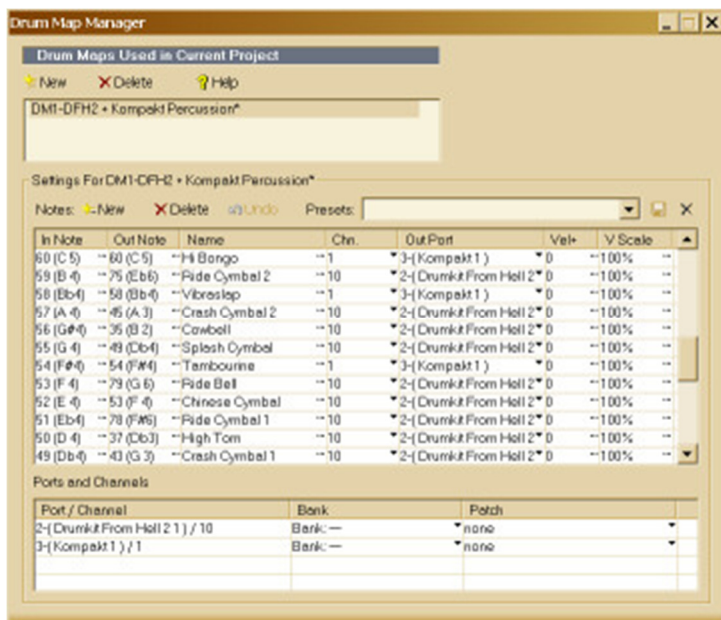 Drum Map Manager
Drum Maps Used in Current Project
New Delete Help
DM1-DFH2 + Kompakt Percussion*
Settings For DM1-DFH2 + Kompakt Percussion*
Notes: New Delete Undo Presets:
In Note Out Note Name Chn. Out Port Vel+ V Scale
60 (C 5) 60 (C 5) Hi Bongo 1 3-( Kompakt 1 ) 0 100%
59 (B 4) 75 (Eb6) Ride Cymbal 2 10 2-( Drumkit From Hell 2 0 100%
58 (Bb4) 58 (Bb4) Vibraslap 1 3-( Kompakt 1 ) 0 100%
57 (A 4) 45 (A 3) Crash Cymbal 2 10 2-( Drumkit From Hell 2 0 100%
56 (G#4) 35 (B 2) Cowbell 10 2-( Drumkit From Hell 2 0 100%
55 (G 4) 49 (Db4) Splash Cymbal 10 2-( Drumkit From Hell 2 0 100%
54 (F#4) 54 (F#4) Tambourine 1 3-( Kompakt 1 ) 0 100%
53 (F 4) 79 (G 6) Ride Bell 10 2-( Drumkit From Hell 2 0 100%
52 (E 4) 53 (F 4) Chinese Cymbal 10 2-( Drumkit From Hell 2 0 100%
51 (Eb4) 78 (F#6) Ride Cymbal 1 10 2-( Drumkit From Hell 2 0 100%
50 (D 4) 37 (Db3) High Tom 10 2-( Drumkit From Hell 2 0 100%
49 (Db4) 43 (G 3) Crash Cymbal 1 10 2-( Drumkit From Hell 2 0 100%
Ports and Channels
Port / Channel Bank Patch
2-( Drumkit From Hell 2 1 ) / 10 Bank: — none
3-( Kompakt 1 ) / 1 Bank: — none